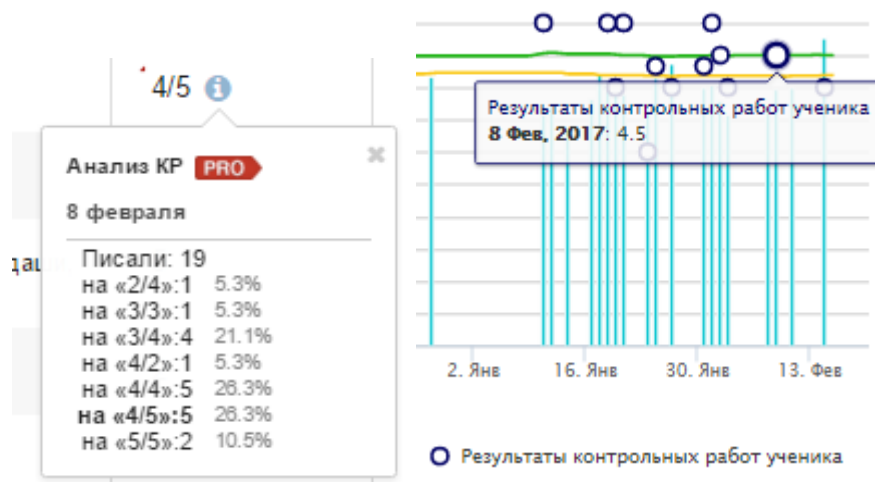 4/5
Анализ КР PRO
8 февраля
Писали: 19
на «2/4»:1 5.3%
на «3/3»:1 5.3%
на «3/4»:4 21.1%
на «4/2»:1 5.3%
на «4/4»:5 26.3%
на «4/5»:5 26.3%
на «5/5»:2 10.5%
Результаты контрольных работ ученика
8 Фев, 2017: 4.5
2. Янв 16. Янв 30. Янв 13. Фев
Результаты контрольных работ ученика